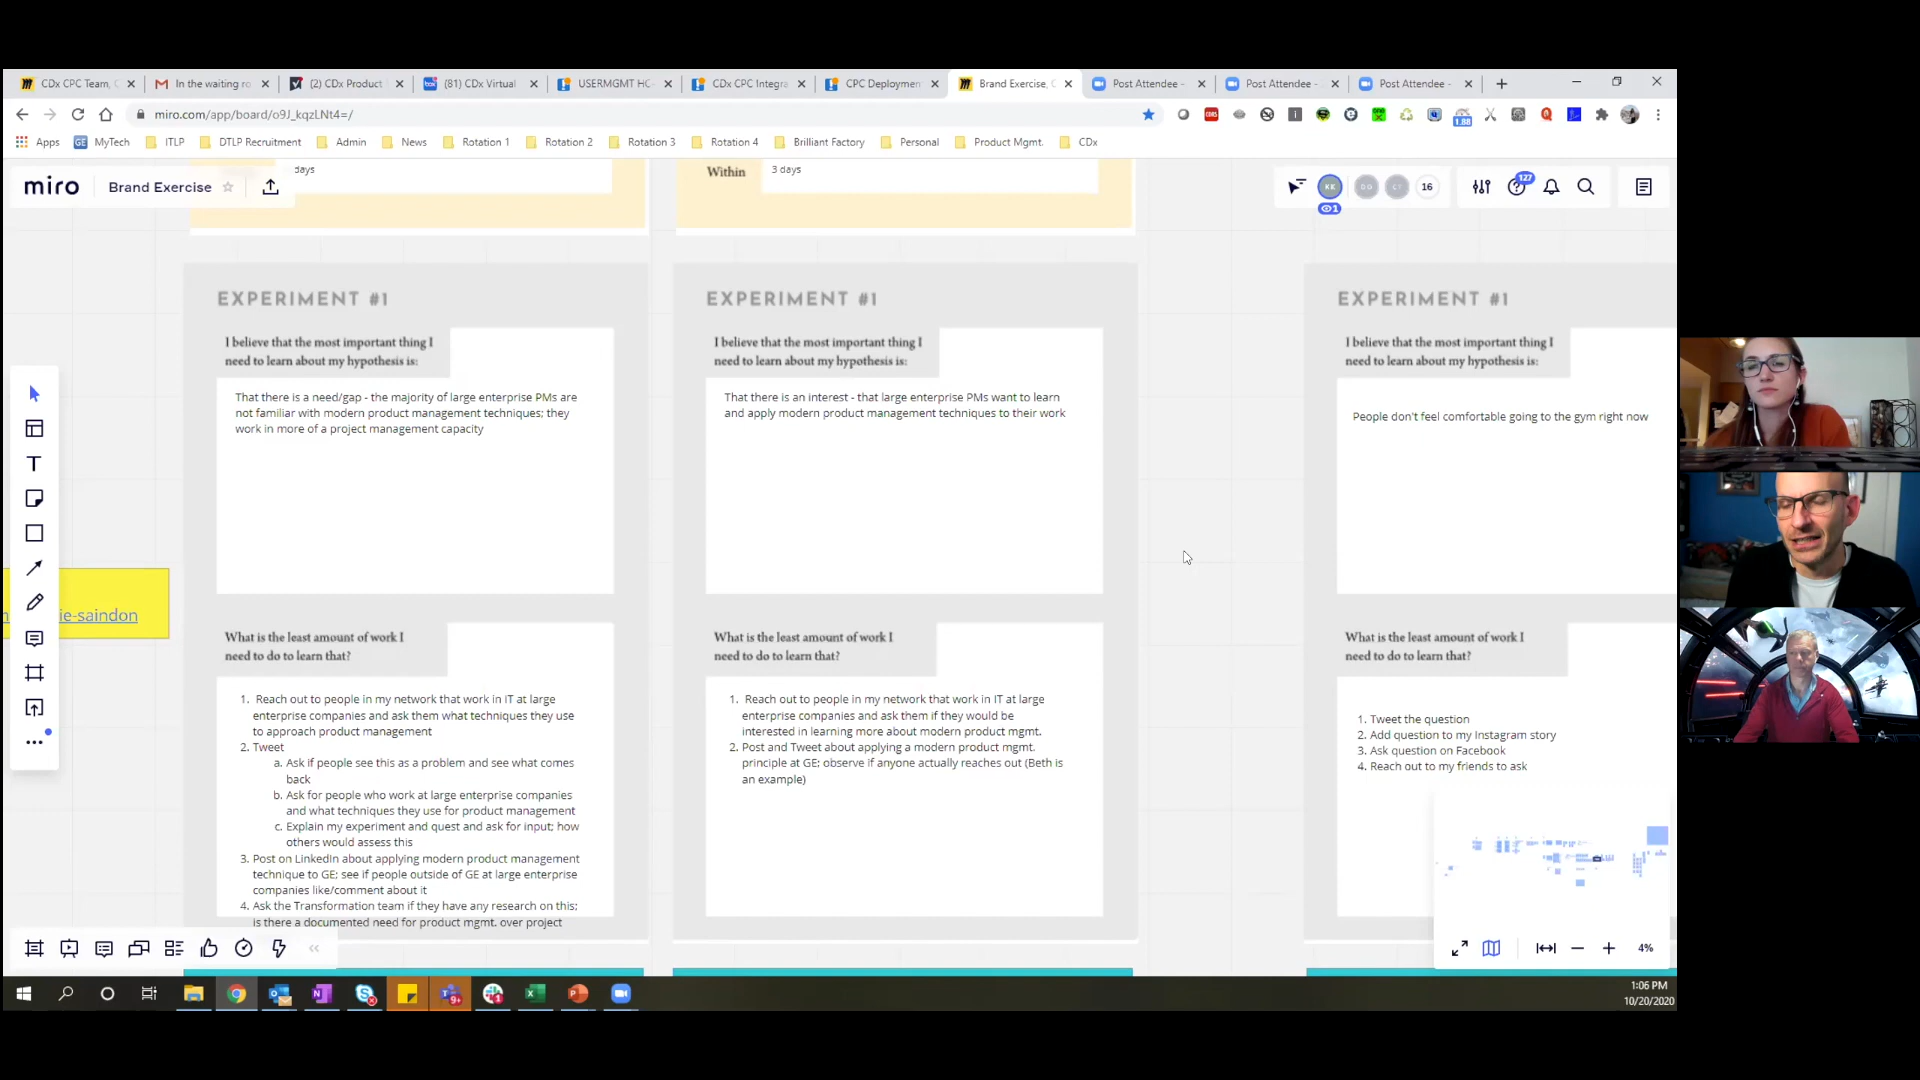 CDx CPC Team, C
In the waiting ro
(2) CDx Product
(81) CDx Virtual
USERMGMT HC-
CDx CPC Integra
CPC Deployment
Brand Exercise, C
Post Attendee -
Post Attendee -
Post Attendee -
miro.com/app/board/o9J_kqzLNt4=/
1.88
Apps
MyTech
ITLP
DTLP Recruitment
Admin
News
Rotation 1
Rotation 2
Rotation 3
Rotation 4
Brilliant Factory
Personal
Product Mgmt.
CDx
miro
Brand Exercise
days
Within
3 days
KK
16
127
1
EXPERIMENT #1
I believe that the most important thing I
need to learn about my hypothesis is:
That there is a need/gap - the majority of large enterprise PMs are
not familiar with modern product management techniques; they
work in more of a project management capacity
What is the least amount of work I
need to do to learn that?
1. Reach out to people in my network that work in IT at large
enterprise companies and ask them what techniques they use
to approach product management
2. Tweet
a. Ask if people see this as a problem and see what comes
back
b. Ask for people who work at large enterprise companies
and what techniques they use for product management
c. Explain my experiment and quest and ask for input; how
others would assess this
3. Post on LinkedIn about applying modern product management
technique to GE; see if people outside of GE at large enterprise
companies like/comment about it
4. Ask the Transformation team if they have any research on this;
is there a documented need for product mgmt. over project
EXPERIMENT #1
I believe that the most important thing I
need to learn about my hypothesis is:
That there is an interest - that large enterprise PMs want to learn
and apply modern product management techniques to their work
What is the least amount of work I
need to do to learn that?
1. Reach out to people in my network that work in IT at large
enterprise companies and ask them if they would be
interested in learning more about modern product mgmt.
2. Post and Tweet about applying a modern product mgmt.
principle at GE; observe if anyone actually reaches out (Beth is
an example)
EXPERIMENT #1
I believe that the most important thing I
need to learn about my hypothesis is:
People don't feel comfortable going to the gym right now
What is the least amount of work I
need to do to learn that?
1. Tweet the question
2. Add question to my Instagram story
3. Ask question on Facebook
4. Reach out to my friends to ask
ie-saindon
4%
1:06 PM
10/20/2020